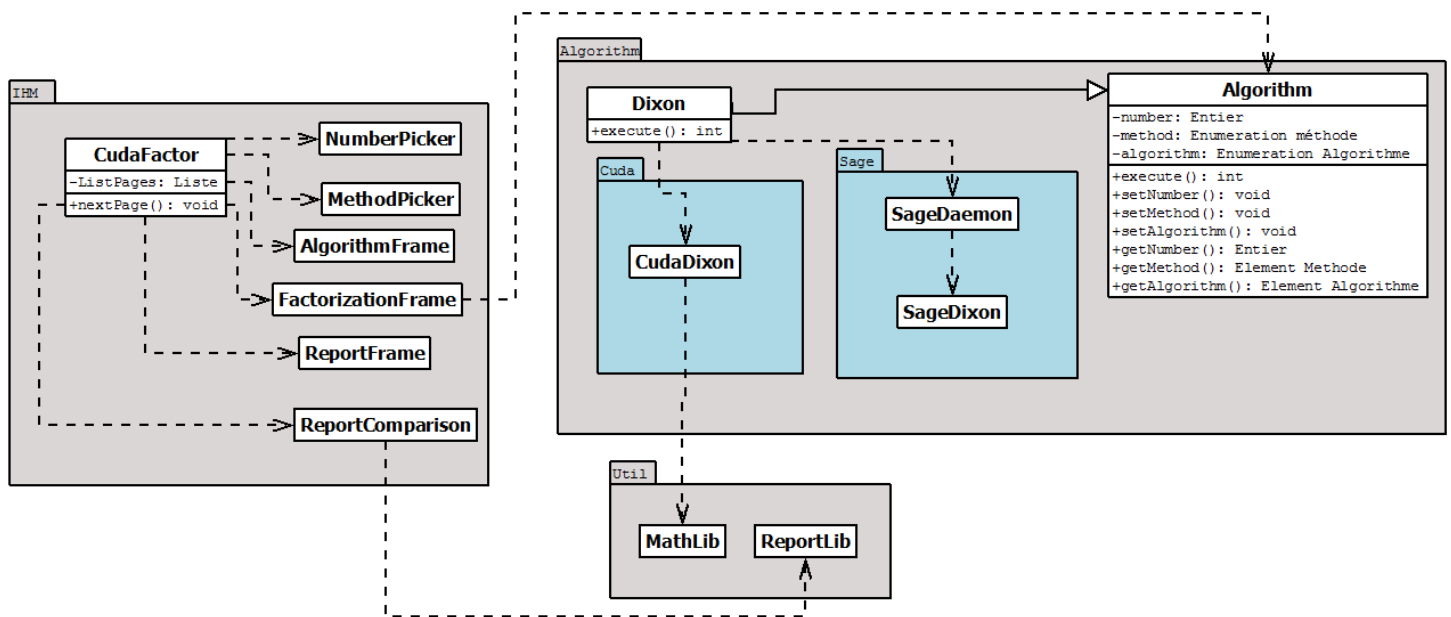 IHM
CudaFactor
-ListPages: Liste
+nextPage(): void
NumberPicker
MethodPicker
AlgorithmFrame
FactorizationFrame
ReportFrame
ReportComparison
Algorithm
Dixon
+execute(): int
Cuda
CudaDixon
Sage
SageDaemon
SageDixon
Algorithm
-number: Entier
-method: Enumeration méthode
-algorithm: Enumeration Algorithme
+execute(): int
+setNumber(): void
+setMethod(): void
+setAlgorithm(): void
+getNumber(): Entier
+getMethod(): Element Methode
+getAlgorithm(): Element Algorithme
Util
MathLib
ReportLib